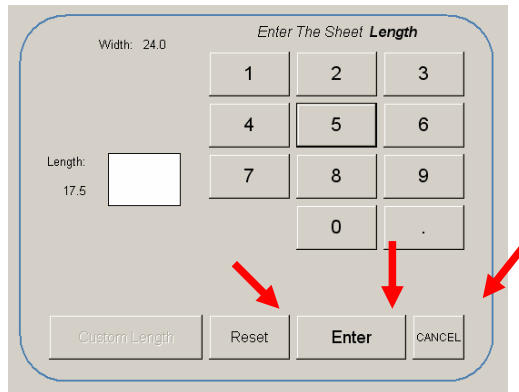 Width: 24.0
Enter The Sheet Length
1 2 3
4 5 6
Length:
17.5
7 8 9
0 .
Custom Length Reset Enter CANCEL